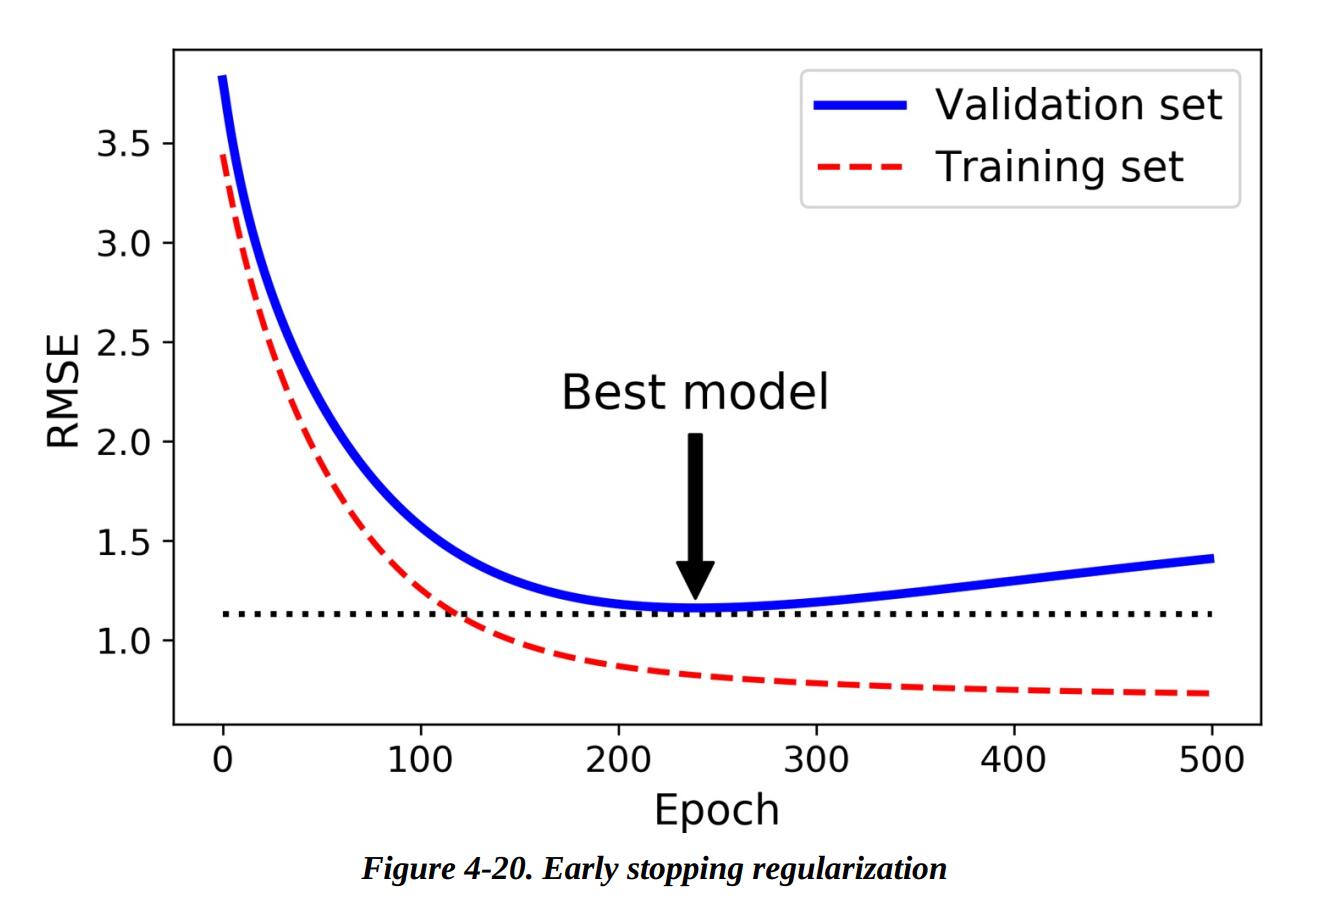 Validation set
Training set
3.5
3.0
2.5
2.0
1.5
1.0
RMSE
Best model
0 100 200 300 400 500
Epoch
Figure 4-20. Early stopping regularization